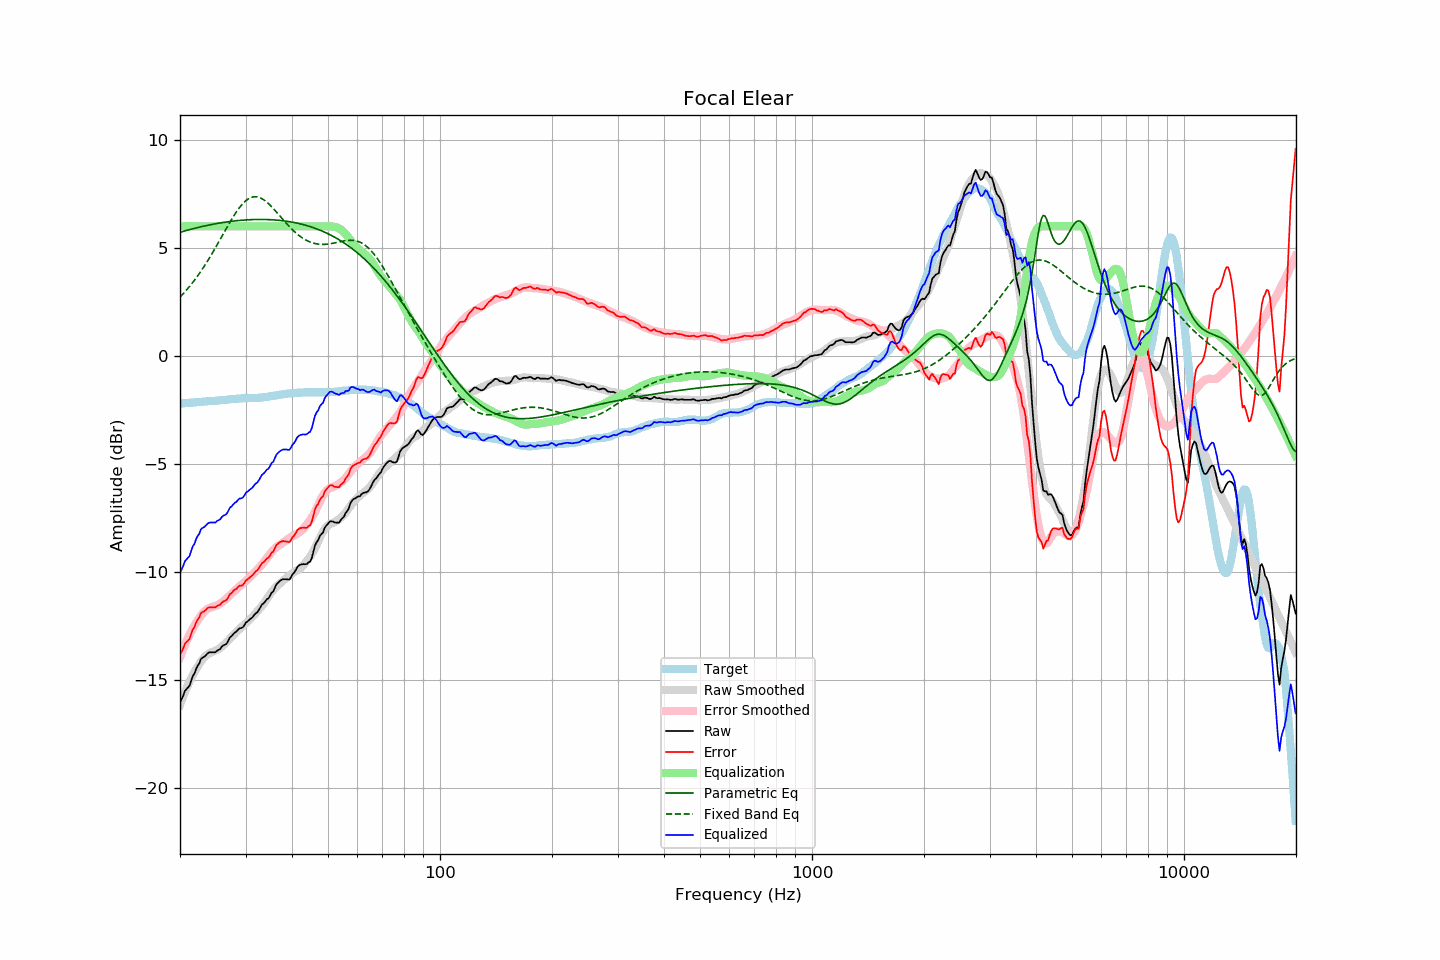 Focal Elear
10
5
0
−5
−10
−15
−20
Amplitude (dBr)
Target
Raw Smoothed
Error Smoothed
Raw
Error
Equalization
Parametric Eq
Fixed Band Eq
Equalized
100
1000
10000
Frequency (Hz)